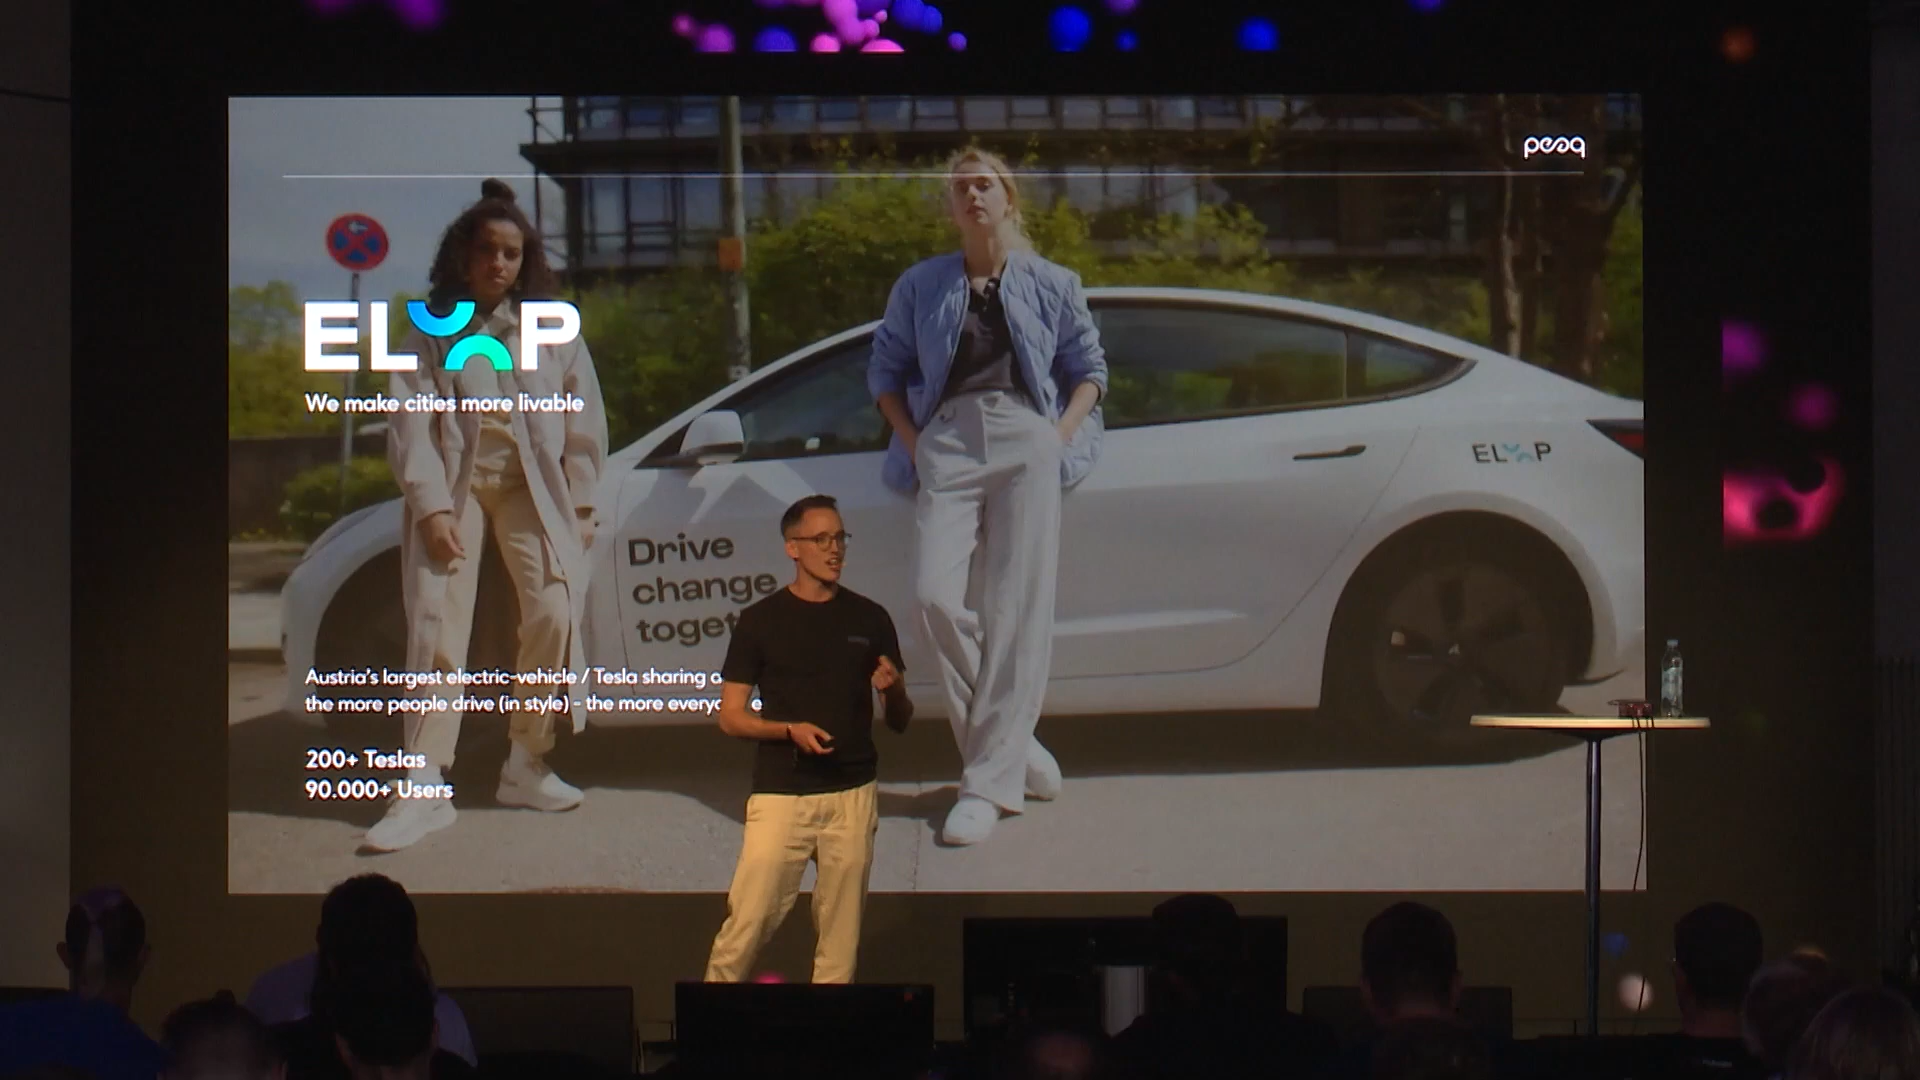 peaq
ELOOP
We make cities more livable
ELOOP
Drive
change
Austria's largest electric-vehicle / Tesla sharing
the more people drive (in style) - the more
200+ Teslas
90.000+ Users